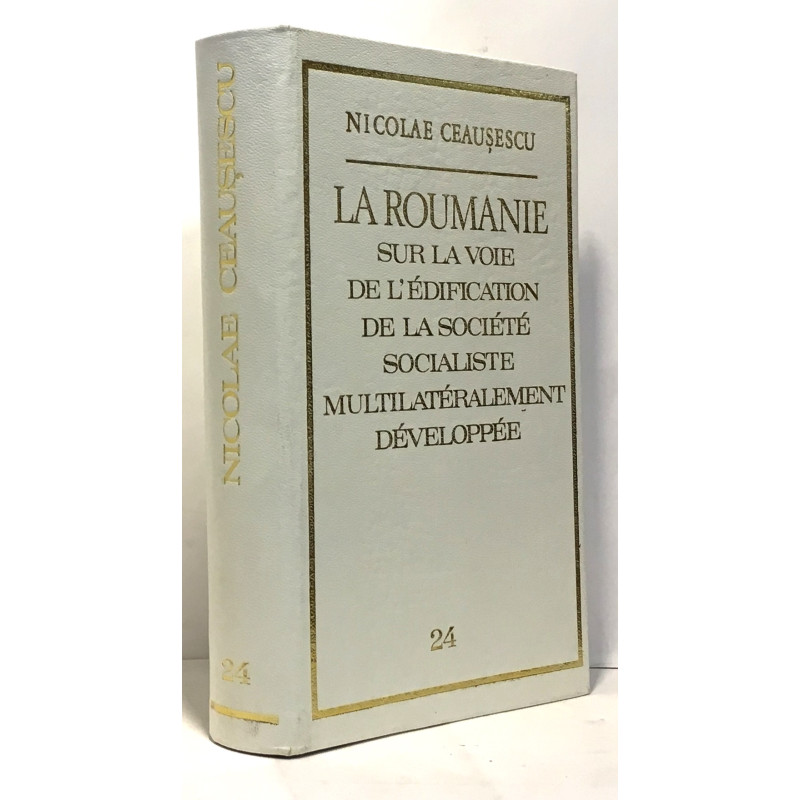 NICOLAE CEAUȘESCU
24
NICOLAE CEAUȘESCU
LA ROUMANIE
SUR LA VOIE
DE L'ÉDIFICATION
DE LA SOCIÉTÉ
SOCIALISTE
MULTILATÉRALEMENT
DÉVELOPPÉE
24